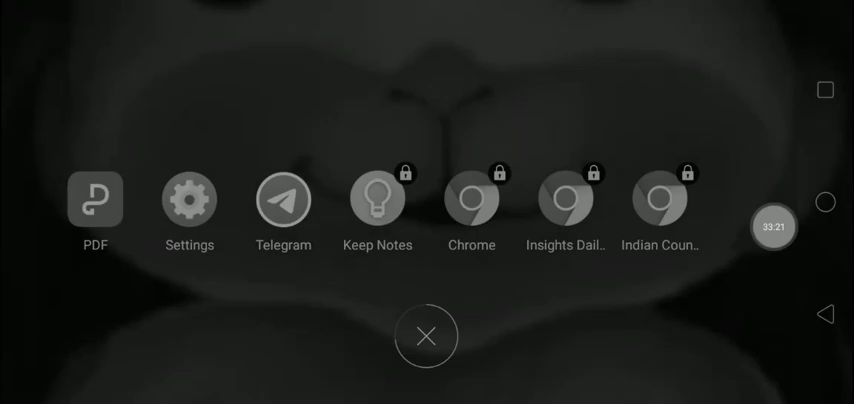 33:21
PDF
Settings
Telegram
Keep Notes
Chrome
Insights Dail..
Indian Coun..